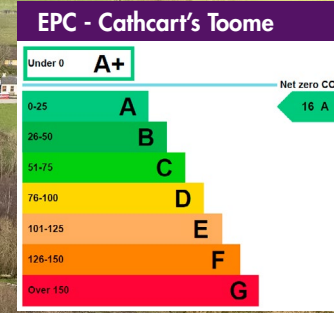 EPC - Cathcart's Toome
Under 0 A+
Net zero CO
0-25 A 16 A
26-50 B
51-75 C
76-100 D
101-125 E
126-150 F
Over 150 G